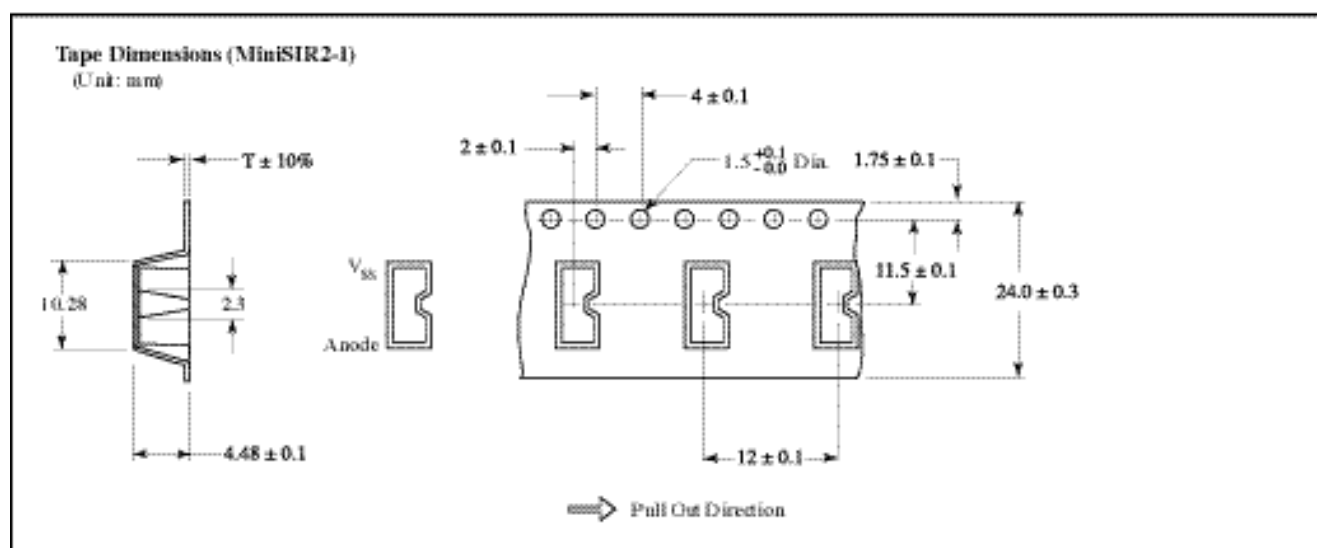 Tape Dimensions (MiniSIR2-1)
(Unit: mm)
4 ± 0.1
2 ± 0.1
T ± 10%
1.5 +0.1 -0.0 Dia.
1.75 ± 0.1
VSS
11.5 ± 0.1
24.0 ± 0.3
10.28
2.3
Anode
4.48 ± 0.1
12 ± 0.1
Pull Out Direction